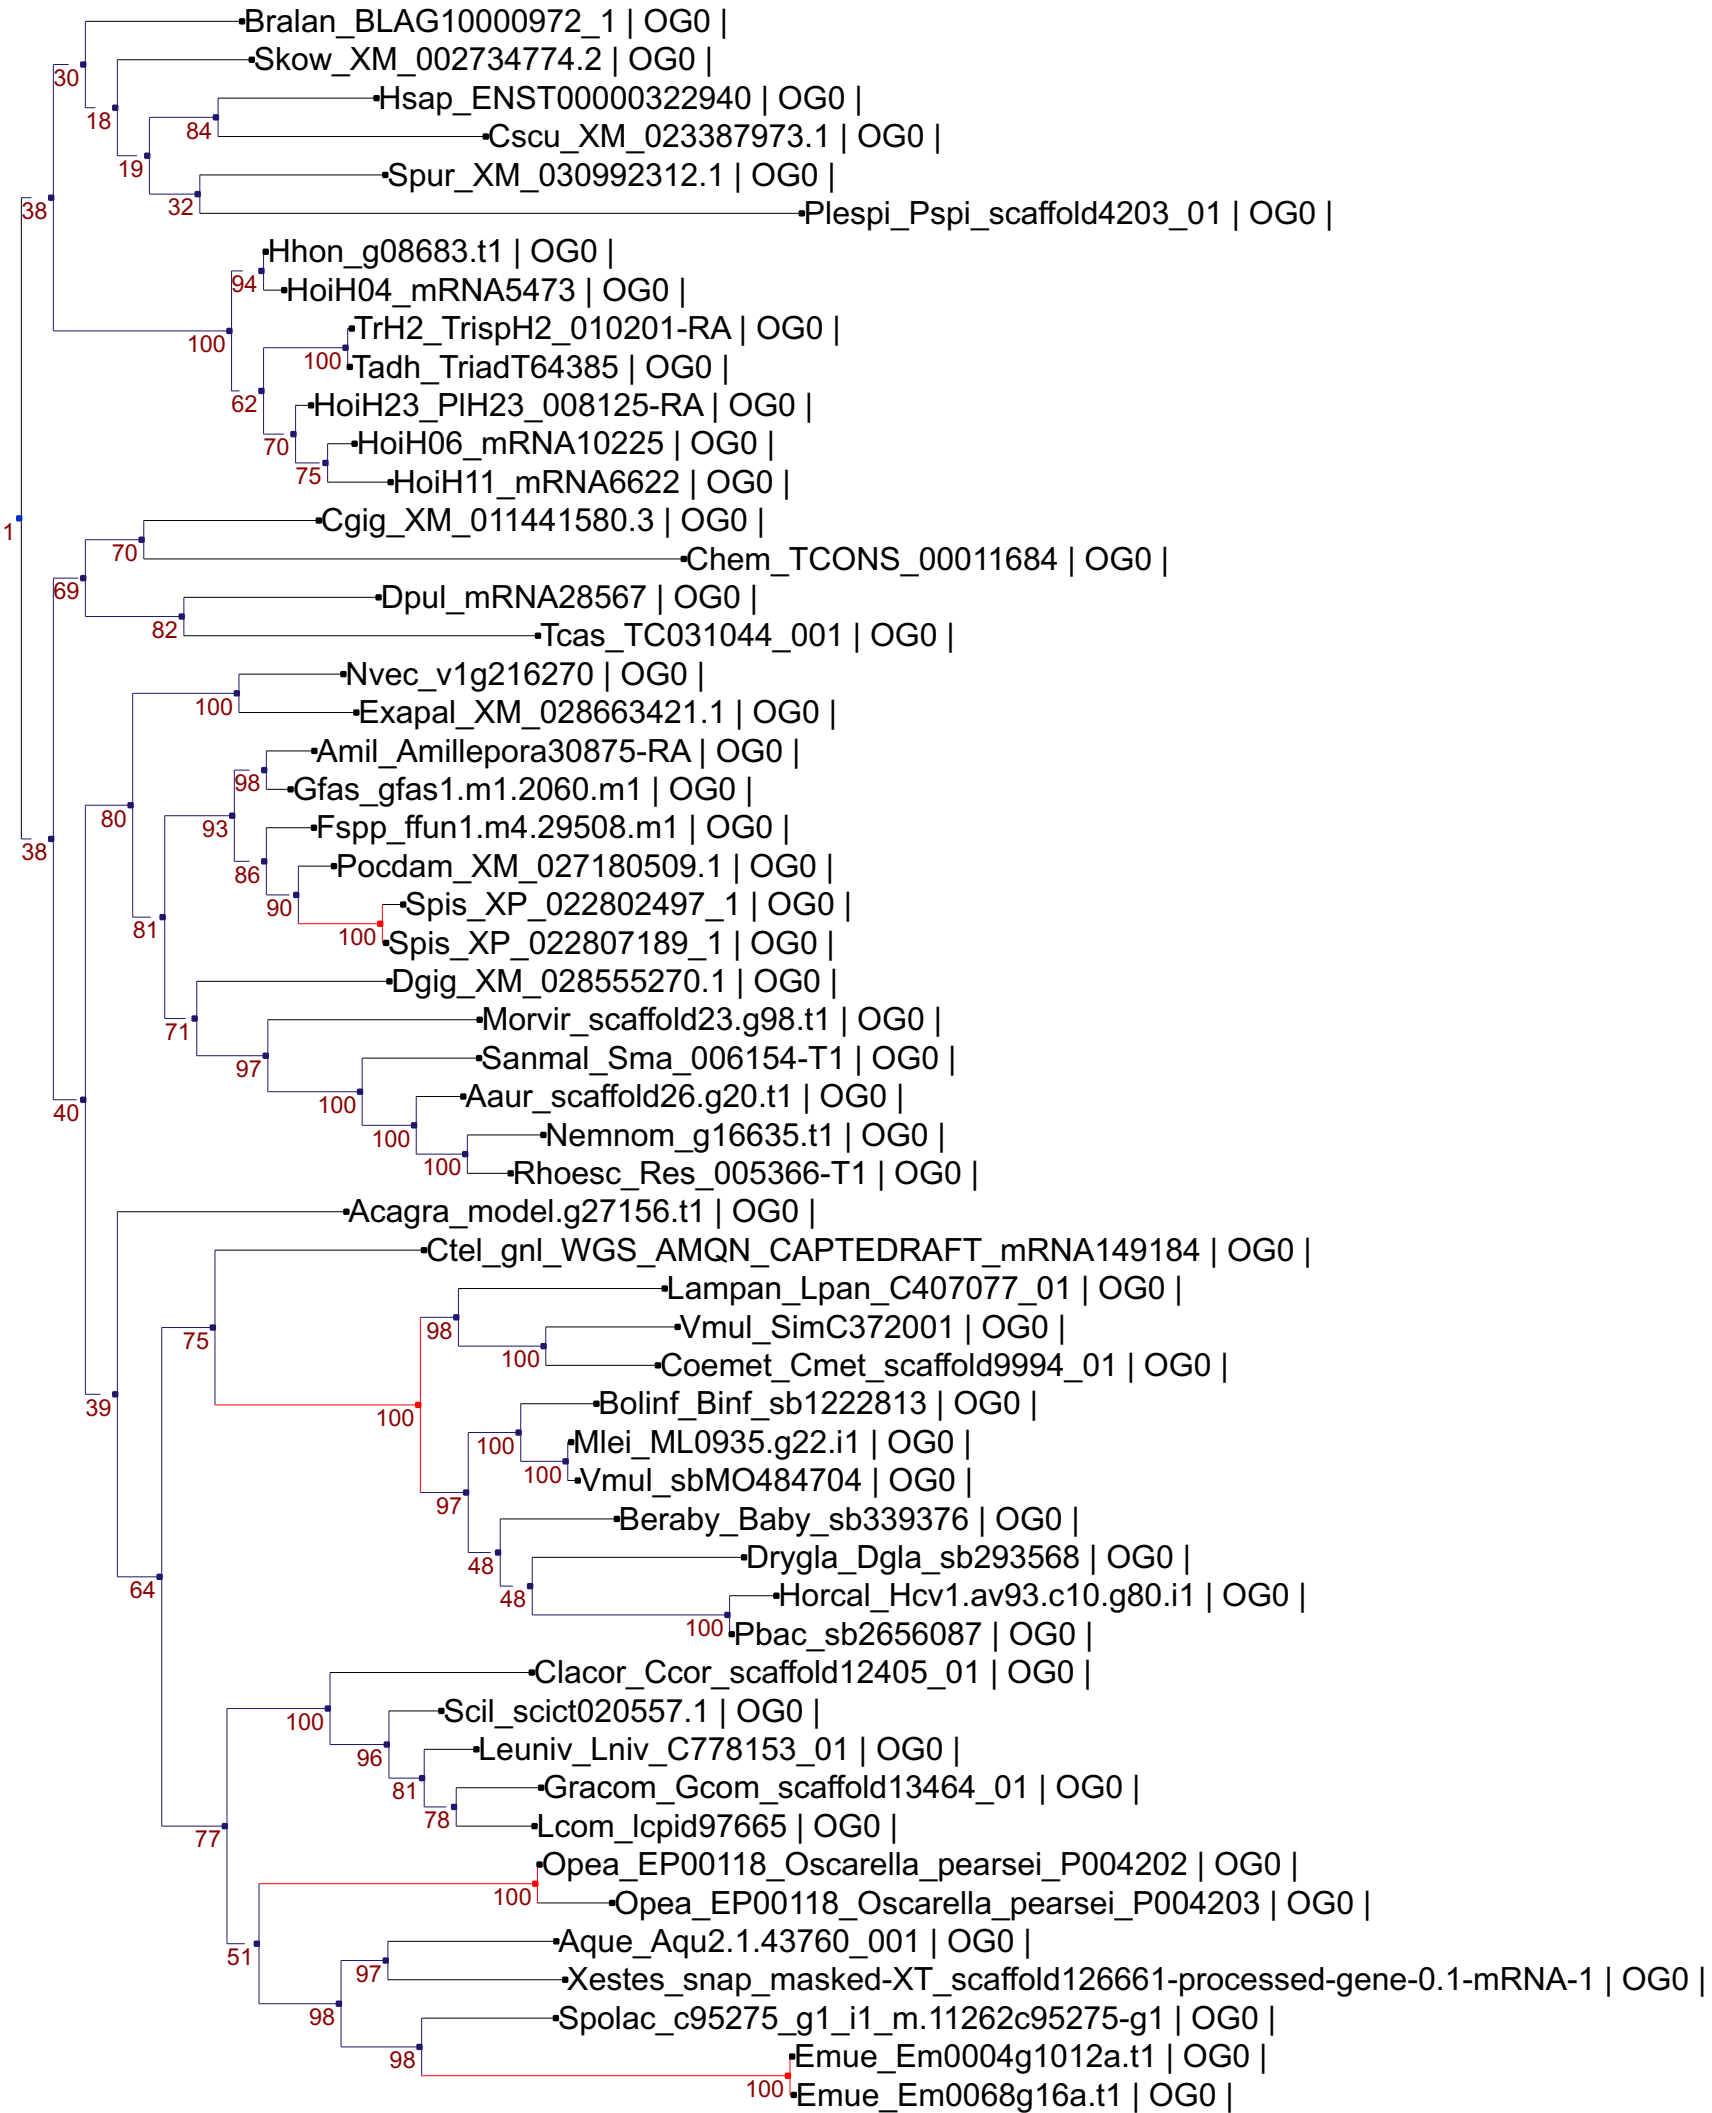 Bralan_BLAG10000972_1 | OG0 |
Skow_XM_002734774.2 | OG0 |
30
Hsap_ENST00000322940 | OG0 |
18
84
Cscu_XM_023387973.1 | OG0 |
19
Spur_XM_030992312.1 | OG0 |
32
38
Plespi_Pspi_scaffold4203_01 | OG0 |
Hhon_g08683.t1 | OG0 |
94
HoiH04_mRNA5473 | OG0 |
TrH2_TrispH2_010201-RA | OG0 |
100
100
Tadh_TriadT64385 | OG0 |
62
HoiH23_PlH23_008125-RA | OG0 |
70
HoiH06_mRNA10225 | OG0 |
75
HoiH11_mRNA6622 | OG0 |
1
Cgig_XM_011441580.3 | OG0 |
70
Chem_TCONS_00011684 | OG0 |
69
Dpul_mRNA28567 | OG0 |
82
Tcas_TC031044_001 | OG0 |
Nvec_v1g216270 | OG0 |
100
Exapal_XM_028663421.1 | OG0 |
Amil_Amillepora30875-RA | OG0 |
98
Gfas_gfas1.m1.2060.m1 | OG0 |
80
93
Fspp_ffun1.m4.29508.m1 | OG0 |
38
86
Pocdam_XM_027180509.1 | OG0 |
90
Spis_XP_022802497_1 | OG0 |
81
100
Spis_XP_022807189_1 | OG0 |
Dgig_XM_028555270.1 | OG0 |
71
Morvir_scaffold23.g98.t1 | OG0 |
97
Sanmal_Sma_006154-T1 | OG0 |
100
Aaur_scaffold26.g20.t1 | OG0 |
40
100
Nemnom_g16635.t1 | OG0 |
100
Rhoesc_Res_005366-T1 | OG0 |
Acagra_model.g27156.t1 | OG0 |
Ctel_gnl_WGS_AMQN_CAPTEDRAFT_mRNA149184 | OG0 |
Lampan_Lpan_C407077_01 | OG0 |
75
98
Vmul_SimC372001 | OG0 |
100
Coemet_Cmet_scaffold9994_01 | OG0 |
39
100
Bolinf_Binf_sb1222813 | OG0 |
100
Mlei_ML0935.g22.i1 | OG0 |
100
Vmul_sbMO484704 | OG0 |
97
Beraby_Baby_sb339376 | OG0 |
48
Drygla_Dgla_sb293568 | OG0 |
64
48
Horcal_Hcv1.av93.c10.g80.i1 | OG0 |
100
Pbac_sb2656087 | OG0 |
Clacor_Ccor_scaffold12405_01 | OG0 |
100
Scil_scict020557.1 | OG0 |
96
Leuniv_Lniv_C778153_01 | OG0 |
81
Gracom_Gcom_scaffold13464_01 | OG0 |
78
Lcom_lcpid97665 | OG0 |
77
Opea_EP00118_Oscarella_pearsei_P004202 | OG0 |
100
Opea_EP00118_Oscarella_pearsei_P004203 | OG0 |
51
Aque_Aqu2.1.43760_001 | OG0 |
97
Xestes_snap_masked-XT_scaffold126661-processed-gene-0.1-mRNA-1 | OG0 |
98
Spolac_c95275_g1_i1_m.11262c95275-g1 | OG0 |
98
Emue_Em0004g1012a.t1 | OG0 |
100
Emue_Em0068g16a.t1 | OG0 |